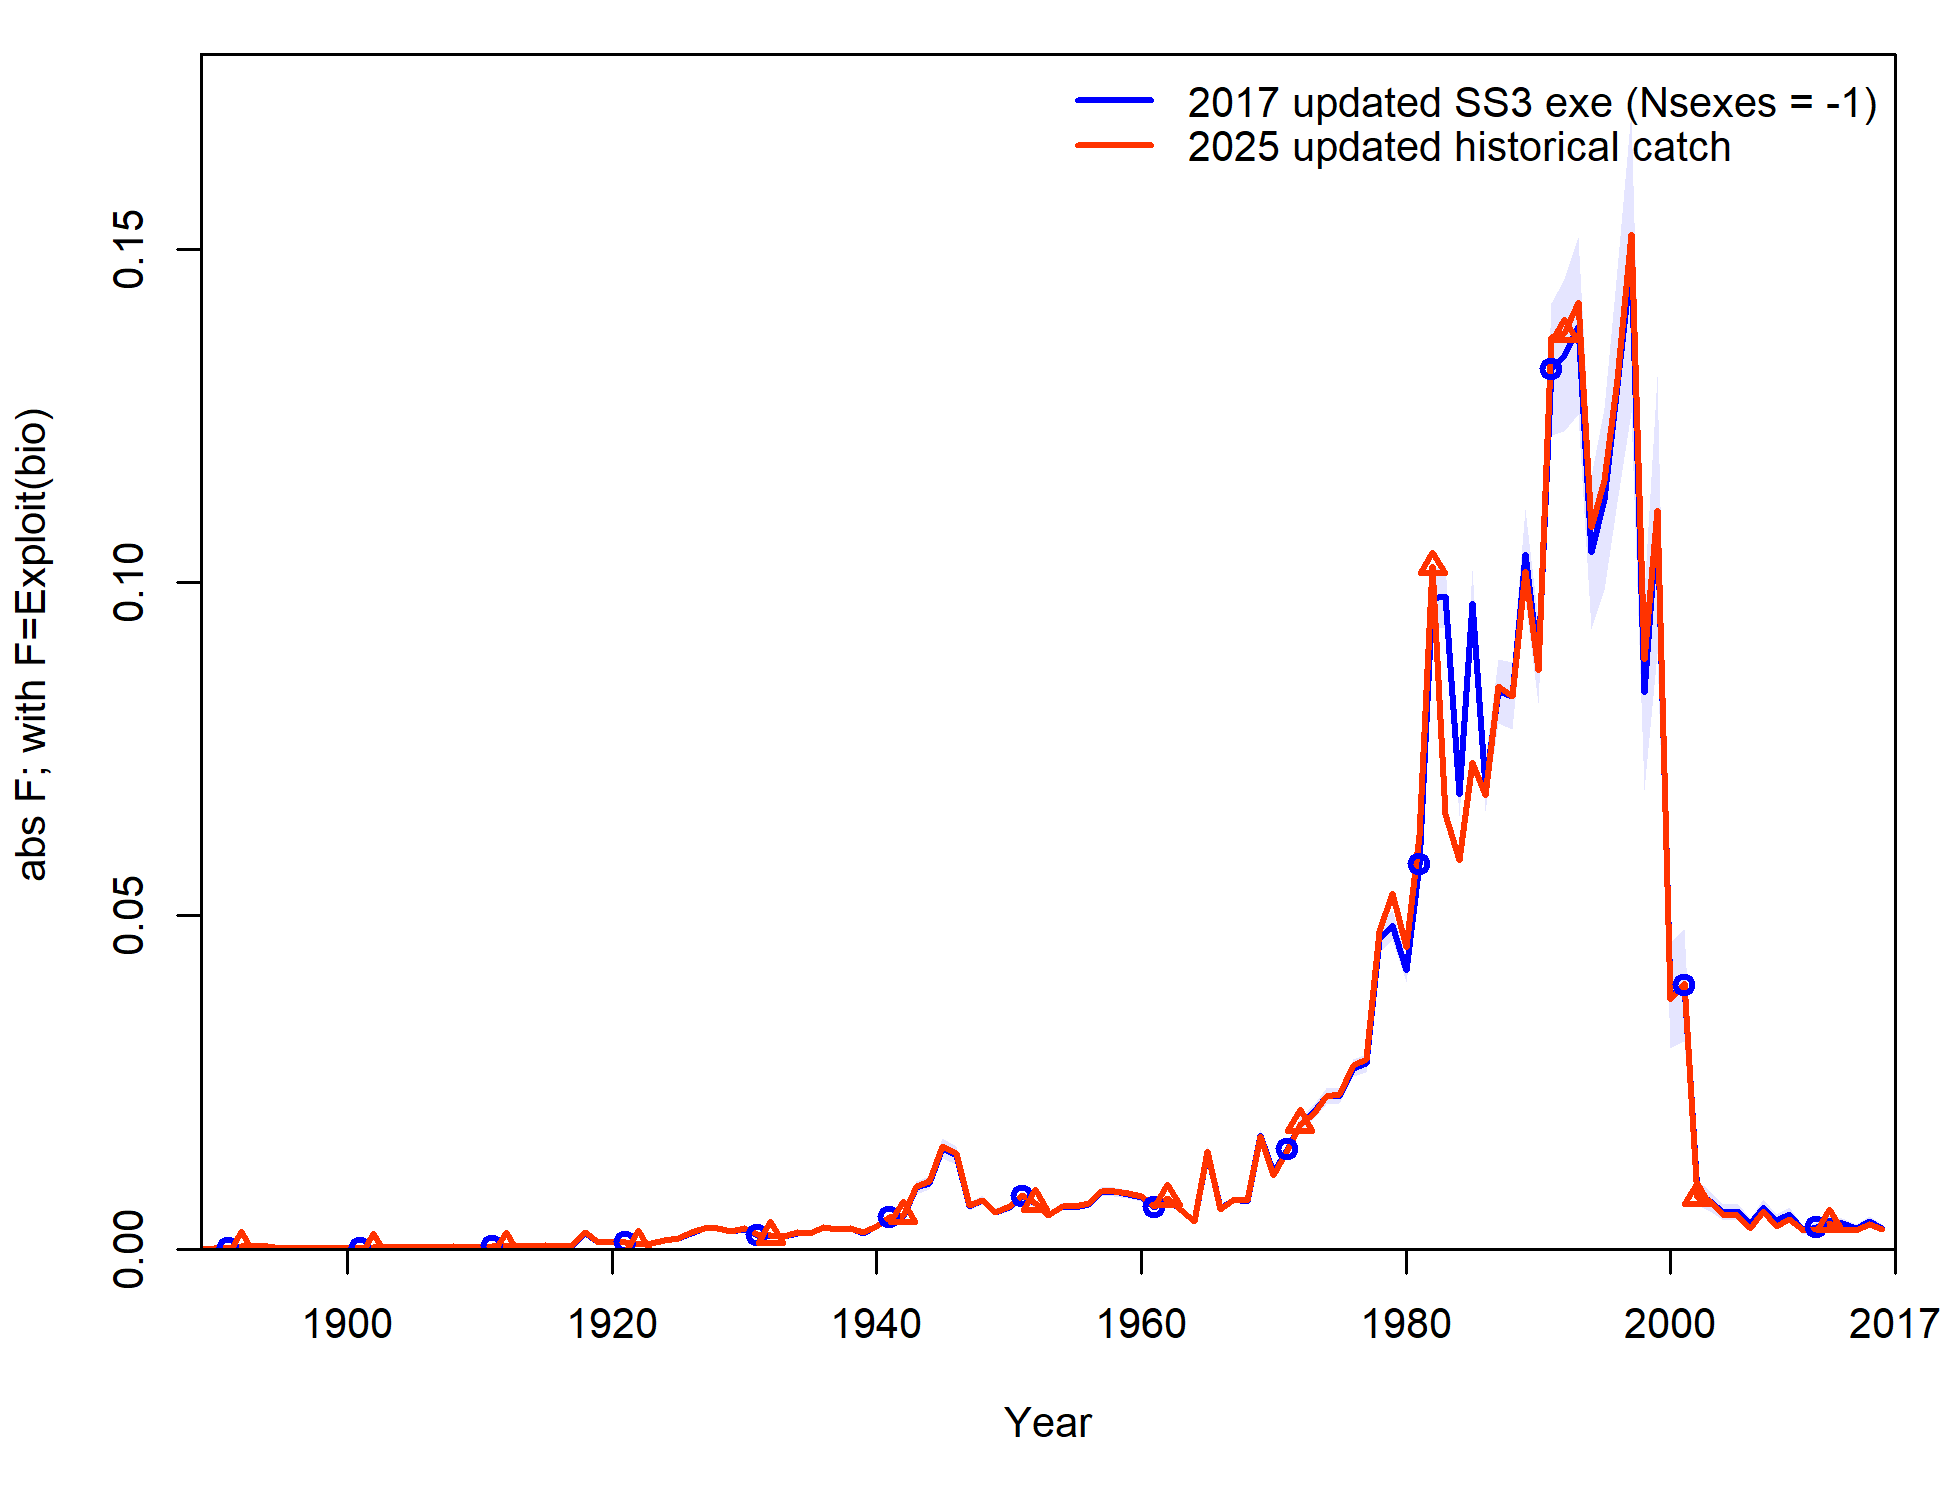 2017 updated SS3 exe (Nsexes = -1)
2025 updated historical catch
abs F; with F=Exploit(bio)
0.15
0.10
0.05
0.00
1900 1920 1940 1960 1980 2000 2017
Year